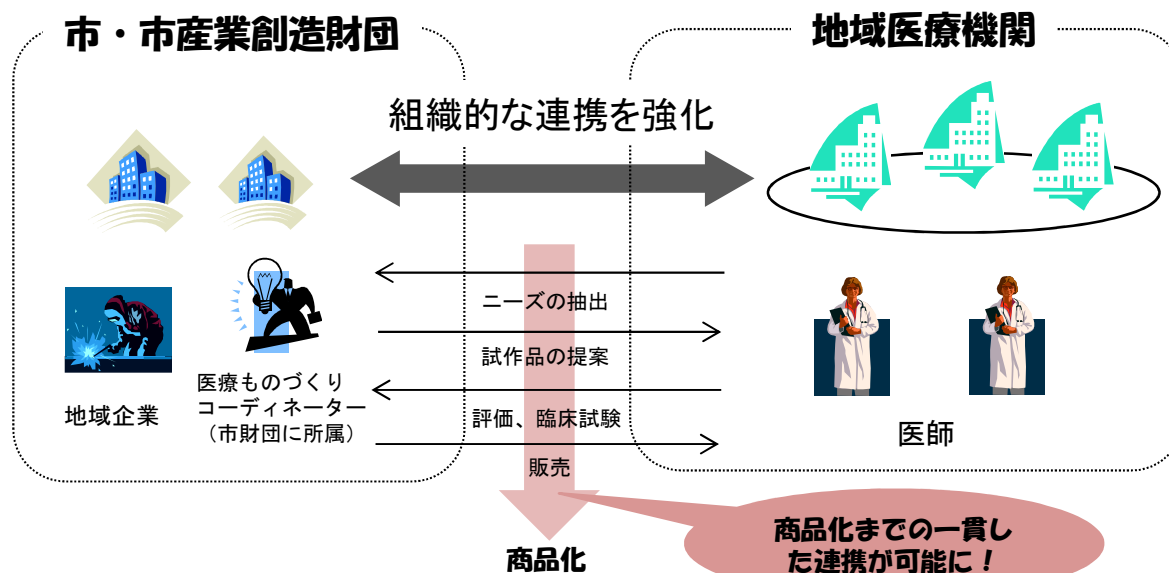 市・市産業創造財団
地域医療機関
組織的な連携を強化
ニーズの抽出
試作品の提案
医療ものづくり
コーディネーター
（市財団に所属）
地域企業
評価、臨床試験
医師
販売
商品化
商品化までの一貫し
た連携が可能に！